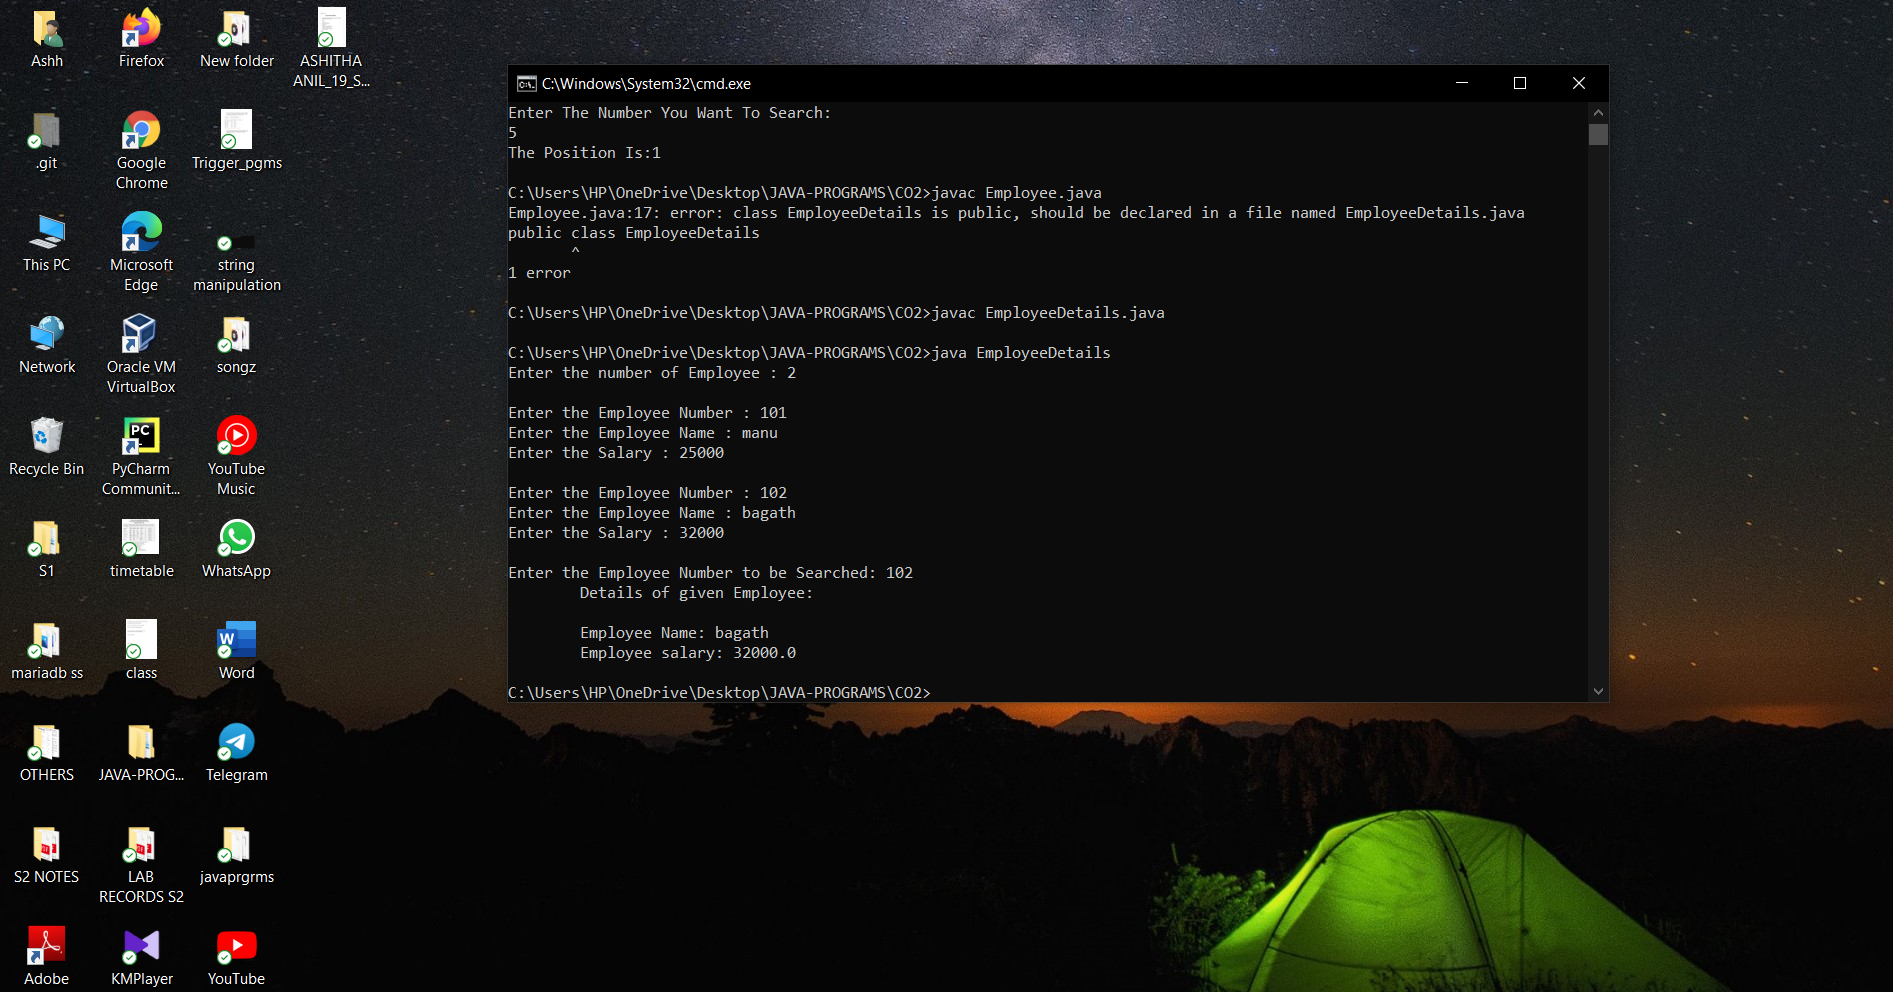 Ashh
Firefox
New folder
ASHITHA
ANIL_19_S...
.git
Google
Chrome
Trigger_pgms
This PC
Microsoft
Edge
string
manipulation
Network
Oracle VM
VirtualBox
songz
Recycle Bin
PC
PyCharm
Communit...
YouTube
Music
S1
timetable
WhatsApp
mariadb ss
class
W
Word
OTHERS
JAVA-PROG...
Telegram
S2 NOTES
LAB
RECORDS S2
javaprgrms
Adobe
KMPlayer
YouTube
C:\Windows\System32\cmd.exe
Enter The Number You Want To Search:
5
The Position Is:1
C:\Users\HP\OneDrive\Desktop\JAVA-PROGRAMS\CO2>javac Employee.java
Employee.java:17: error: class EmployeeDetails is public, should be declared in a file named EmployeeDetails.java
public class EmployeeDetails
^
1 error
C:\Users\HP\OneDrive\Desktop\JAVA-PROGRAMS\CO2>javac EmployeeDetails.java
C:\Users\HP\OneDrive\Desktop\JAVA-PROGRAMS\CO2>java EmployeeDetails
Enter the number of Employee : 2
Enter the Employee Number : 101
Enter the Employee Name : manu
Enter the Salary : 25000
Enter the Employee Number : 102
Enter the Employee Name : bagath
Enter the Salary : 32000
Enter the Employee Number to be Searched: 102
Details of given Employee:
Employee Name: bagath
Employee salary: 32000.0
C:\Users\HP\OneDrive\Desktop\JAVA-PROGRAMS\CO2>